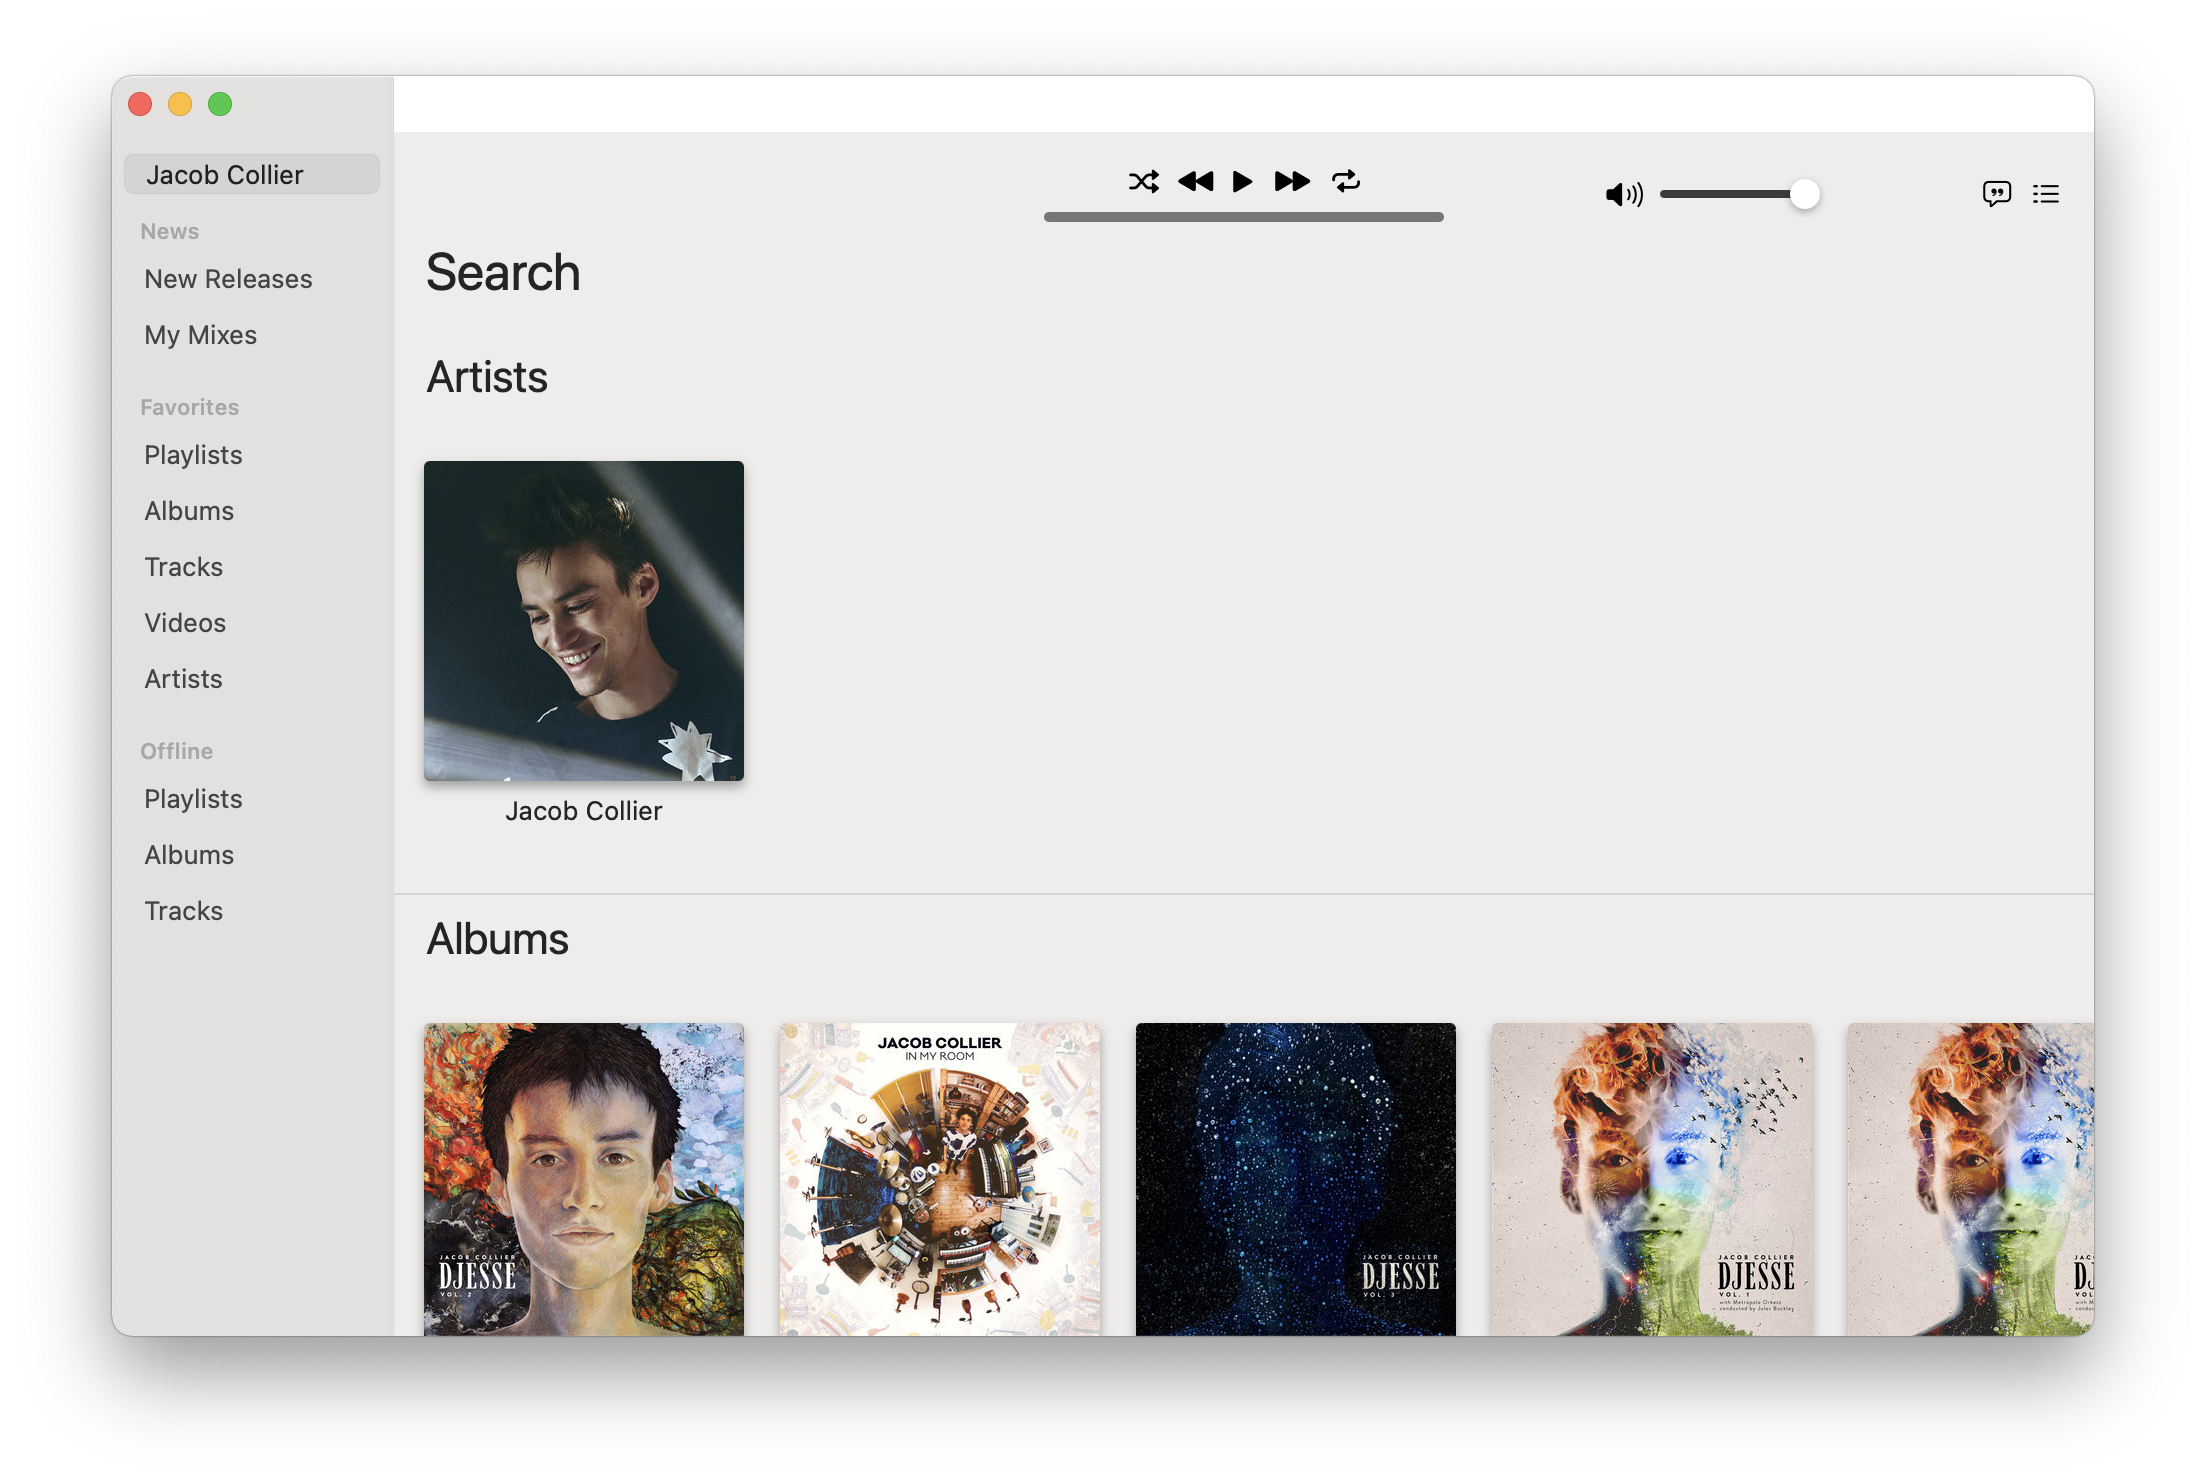 Jacob Collier
News
New Releases
My Mixes
Favorites
Playlists
Albums
Tracks
Videos
Artists
Offline
Playlists
Albums
Tracks
Search
Artists
Jacob Collier
Albums
JACOB COLLIER
DJESSE
VOL. 2
JACOB COLLIER
IN MY ROOM
JACOB COLLIER
DJESSE
VOL. 3
JACOB COLLIER
DJESSE
VOL. 1
with Metropole Orkest
conducted by Jules Buckley